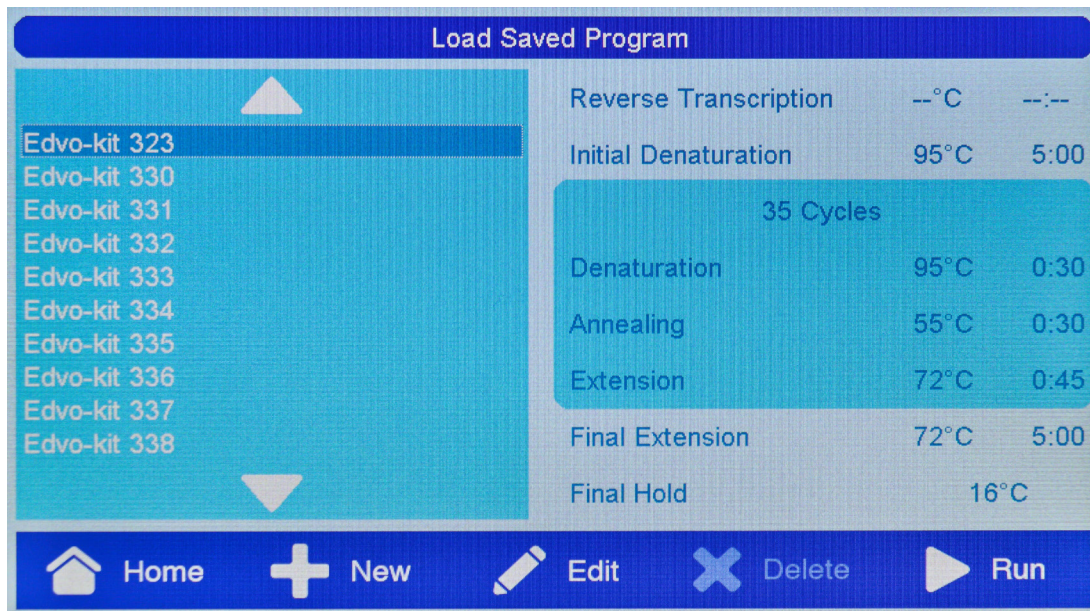 Load Saved Program
Edvo-kit 323
Edvo-kit 330
Edvo-kit 331
Edvo-kit 332
Edvo-kit 333
Edvo-kit 334
Edvo-kit 335
Edvo-kit 336
Edvo-kit 337
Edvo-kit 338
Reverse Transcription --°C --:--
Initial Denaturation 95°C 5:00
35 Cycles
Denaturation 95°C 0:30
Annealing 55°C 0:30
Extension 72°C 0:45
Final Extension 72°C 5:00
Final Hold 16°C
Home New Edit Delete Run